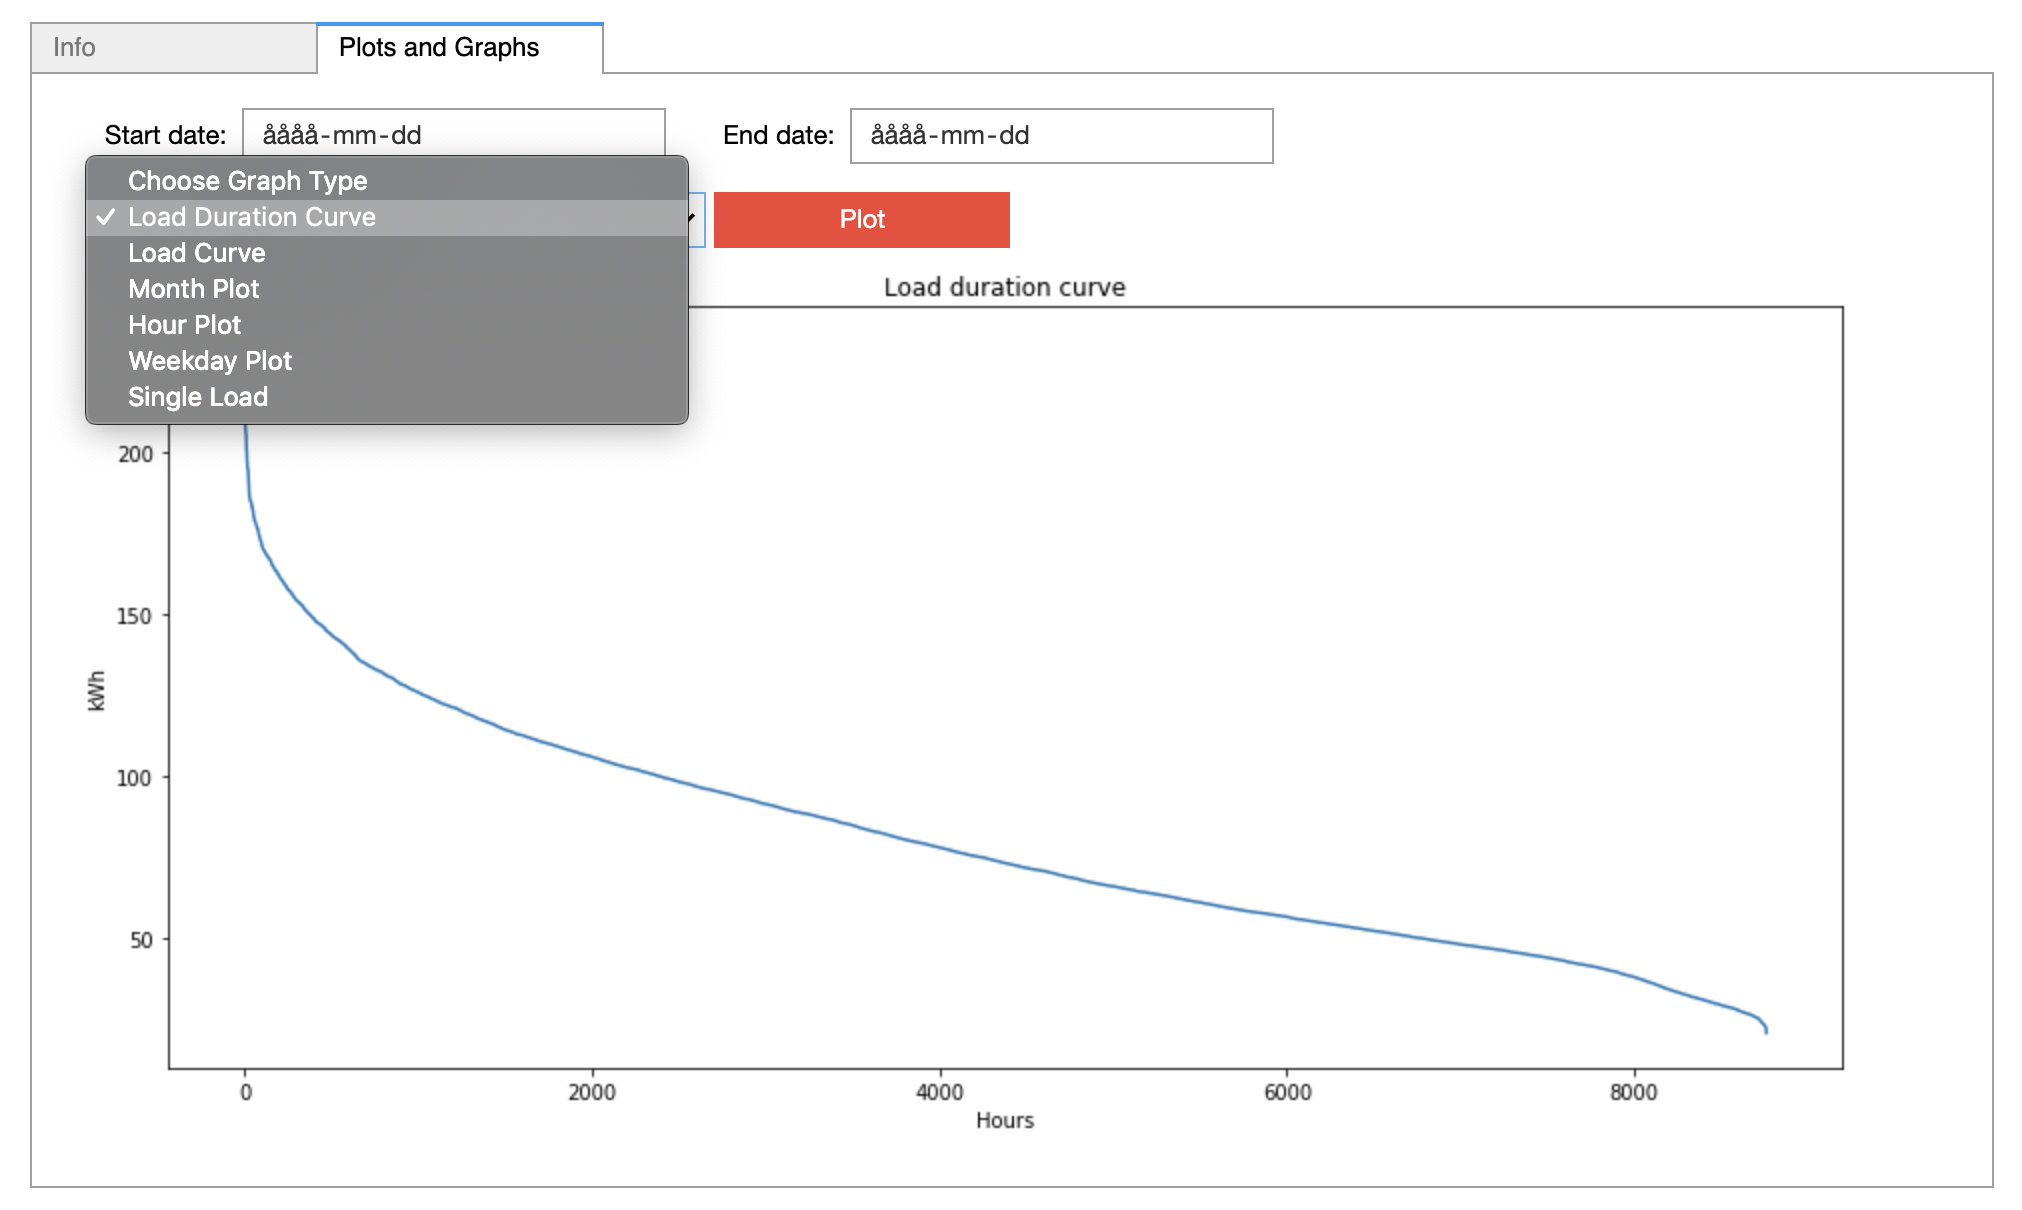 Info
Plots and Graphs
Start date: åååå-mm-dd
End date: åååå-mm-dd
Choose Graph Type
✓ Load Duration Curve
Load Curve
Month Plot
Hour Plot
Weekday Plot
Single Load
Plot
Load duration curve
200
150
100
50
kWh
0 2000 4000 6000 8000
Hours